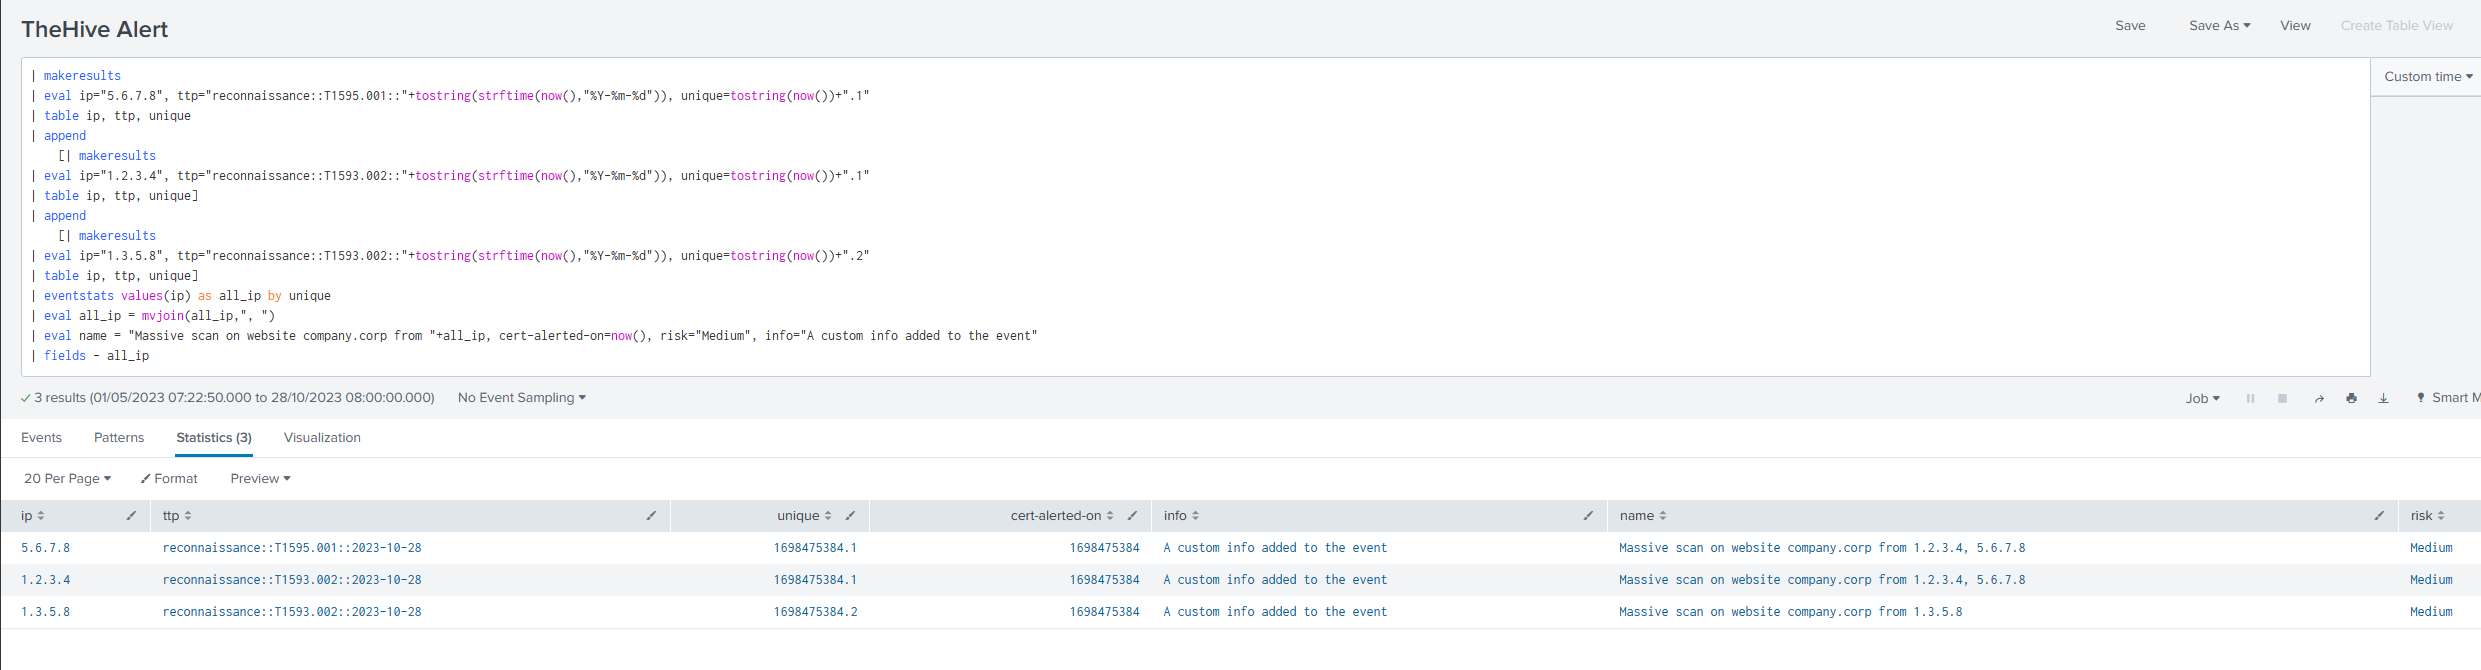 TheHive Alert
Save Save As View Create Table View
| makeresults
Custom time
| eval ip="5.6.7.8", ttp="reconnaissance::T1595.001::"+tostring(strftime(now(),"%Y-%m-%d")), unique=tostring(now())+".1"
| table ip, ttp, unique
| append
[| makeresults
| eval ip="1.2.3.4", ttp="reconnaissance::T1593.002::"+tostring(strftime(now(),"%Y-%m-%d")), unique=tostring(now())+".1"
| table ip, ttp, unique]
| append
[| makeresults
| eval ip="1.3.5.8", ttp="reconnaissance::T1593.002::"+tostring(strftime(now(),"%Y-%m-%d")), unique=tostring(now())+".2"
| table ip, ttp, unique]
| eventstats values(ip) as all_ip by unique
| eval all_ip = mvjoin(all_ip,", ")
| eval name = "Massive scan on website company.corp from "+all_ip, cert-alerted-on=now(), risk="Medium", info="A custom info added to the event"
| fields - all_ip
3 results (01/05/2023 07:22:50.000 to 28/10/2023 08:00:00.000) No Event Sampling Job Smart M
Events Patterns Statistics (3) Visualization
20 Per Page Format Preview
ip ttp unique cert-alerted-on info name risk
5.6.7.8 reconnaissance::T1595.001::2023-10-28 1698475384.1 1698475384 A custom info added to the event Massive scan on website company.corp from 1.2.3.4, 5.6.7.8 Medium
1.2.3.4 reconnaissance::T1593.002::2023-10-28 1698475384.1 1698475384 A custom info added to the event Massive scan on website company.corp from 1.2.3.4, 5.6.7.8 Medium
1.3.5.8 reconnaissance::T1593.002::2023-10-28 1698475384.2 1698475384 A custom info added to the event Massive scan on website company.corp from 1.3.5.8 Medium